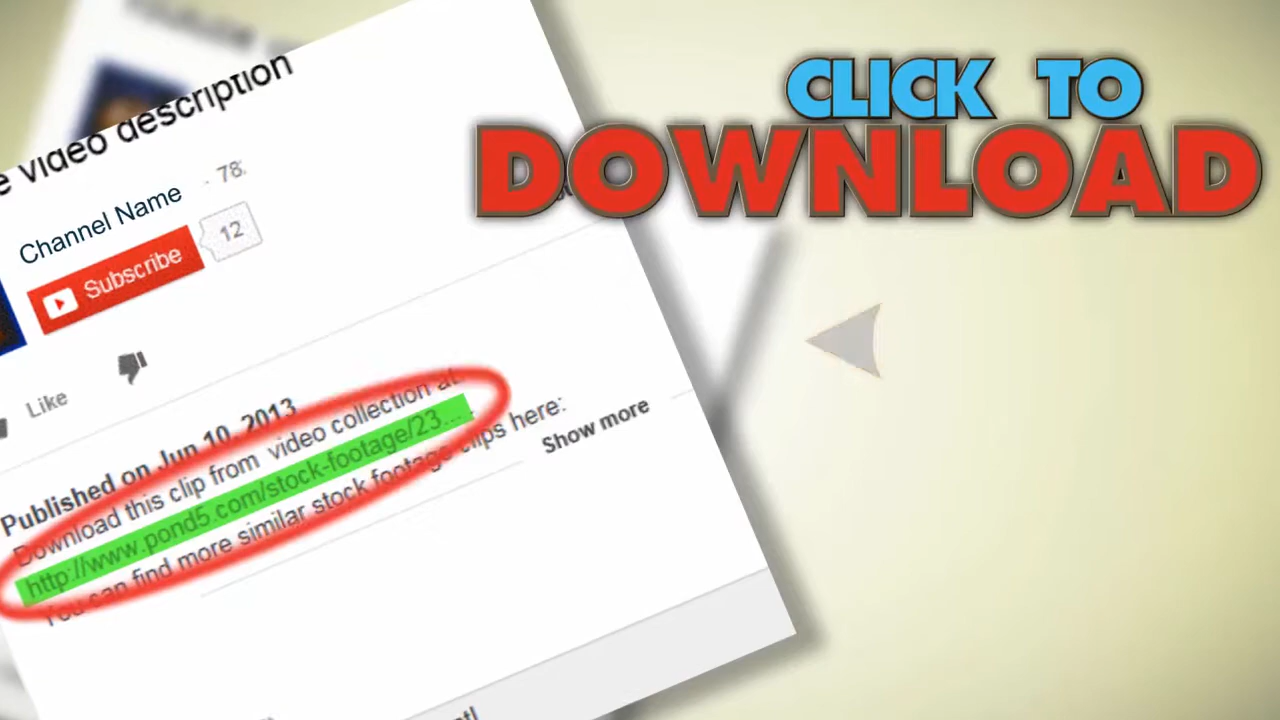 CLICK TO
DOWNLOAD
video description
Channel Name
78
Subscribe
12
Like
Published on Jun 10, 2013
Download this clip from video collection at:
http://www.pond5.com/stock-footage/23...
You can find more similar stock footage clips here:
Show more